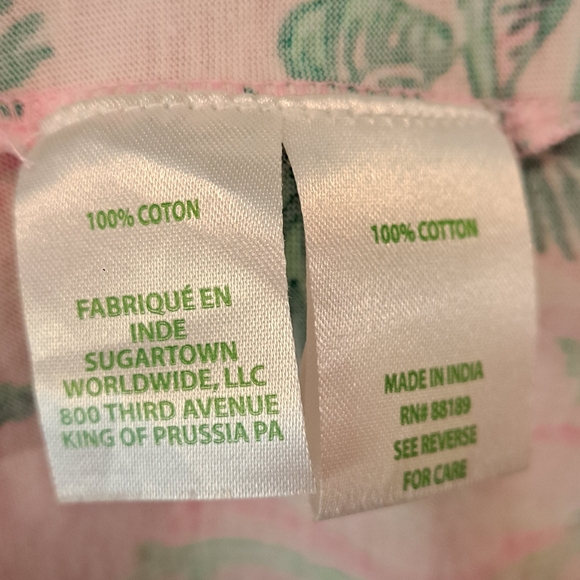 100% COTON
FABRIQUÉ EN
INDE
SUGARTOWN
WORLDWIDE, LLC
800 THIRD AVENUE
KING OF PRUSSIA PA
100% COTTON
MADE IN INDIA
RN# 88189
SEE REVERSE
FOR CARE